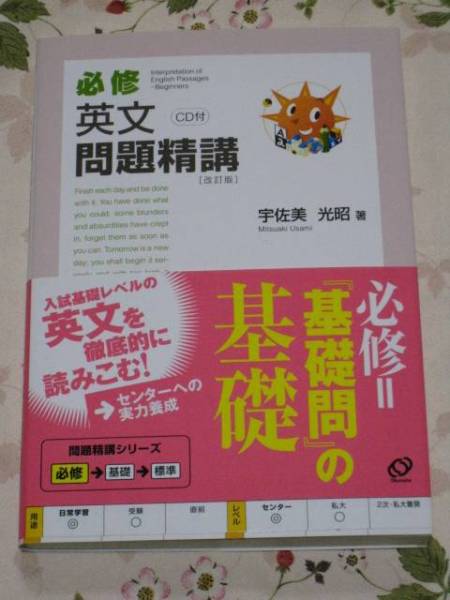 必修
Interpretation of
English Passages
-Beginners
英文
CD付
問題精講
[改訂版]
Finish each day and be done
with it. You have done what
you could; some blunders
and absurdities have crept
in; forget them as soon as
you can. Tomorrow is a new
day; you shall begin it ser-
宇佐美 光昭 著
Mitsuaki Usami
入試基礎レベルの
英文を
徹底的に
読みこむ!
→センターへの
実力養成
必修=
『基礎問』の
基礎
問題精講シリーズ
必修→基礎→標準
Obunsha
用途
日常学習
◎
受験
○
直前
レベル
センター
◎
私大
○
2次・私大難関